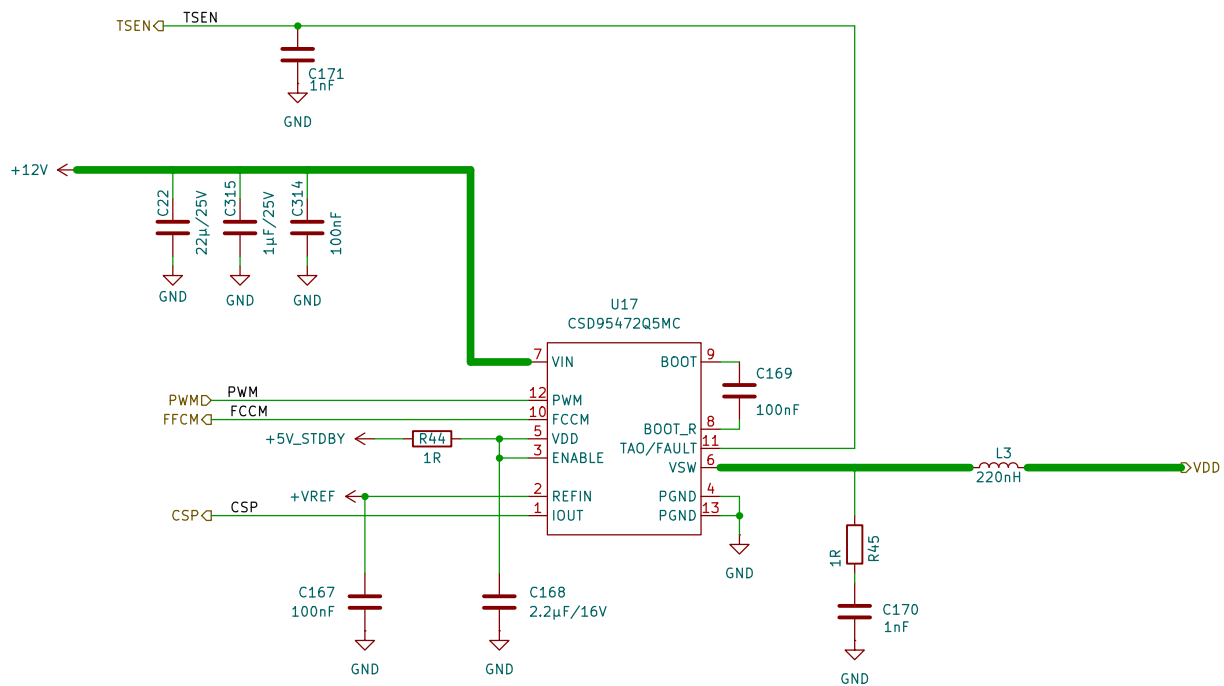 TSEN
TSEN
C171
1nF
GND
+12V
C22
22µ/25V
C315
1µF/25V
C314
100nF
GND
GND
GND
U17
CSD95472Q5MC
7
VIN
BOOT
9
C169
100nF
PWM
PWM
12
PWM
FFCM
FCCM
10
FCCM
BOOT_R
8
+5V_STDBY
R44
1R
5
VDD
TAO/FAULT
11
3
ENABLE
VSW
6
L3
220nH
VDD
+VREF
2
REFIN
PGND
4
CSP
CSP
1
IOUT
PGND
13
GND
1R
R45
C167
100nF
GND
C168
2.2µF/16V
GND
C170
1nF
GND